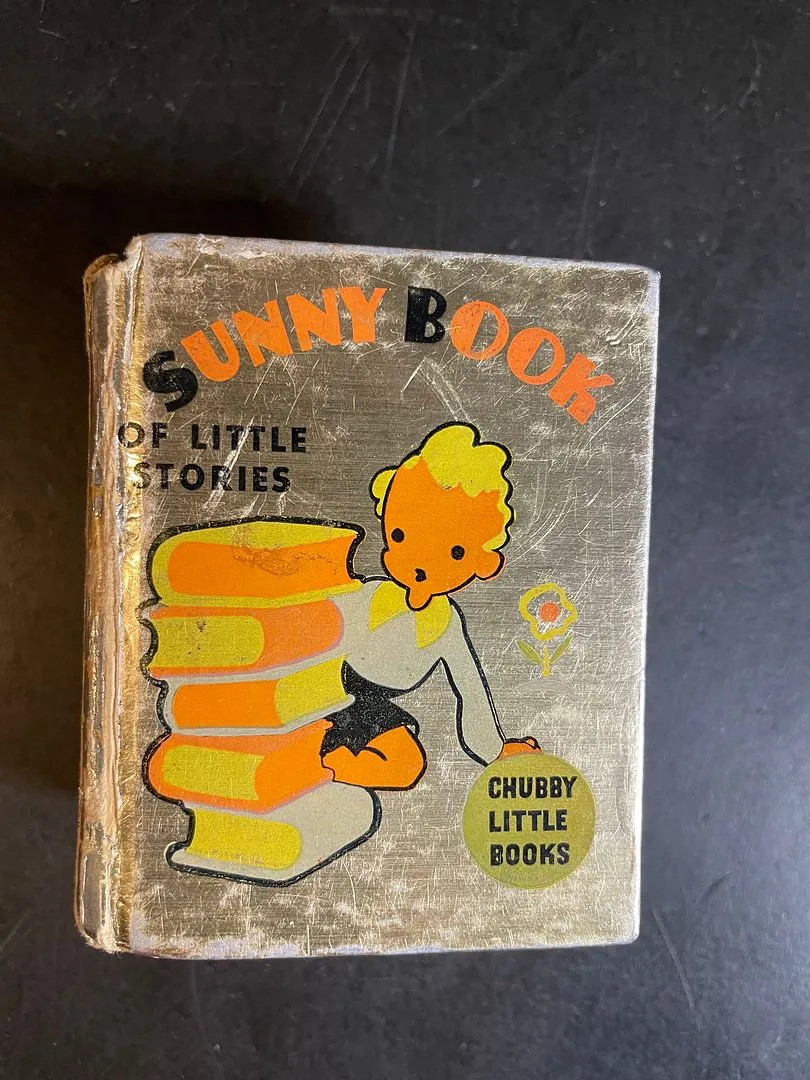 SUNNY BOOK
OF LITTLE
STORIES
CHUBBY
LITTLE
BOOKS